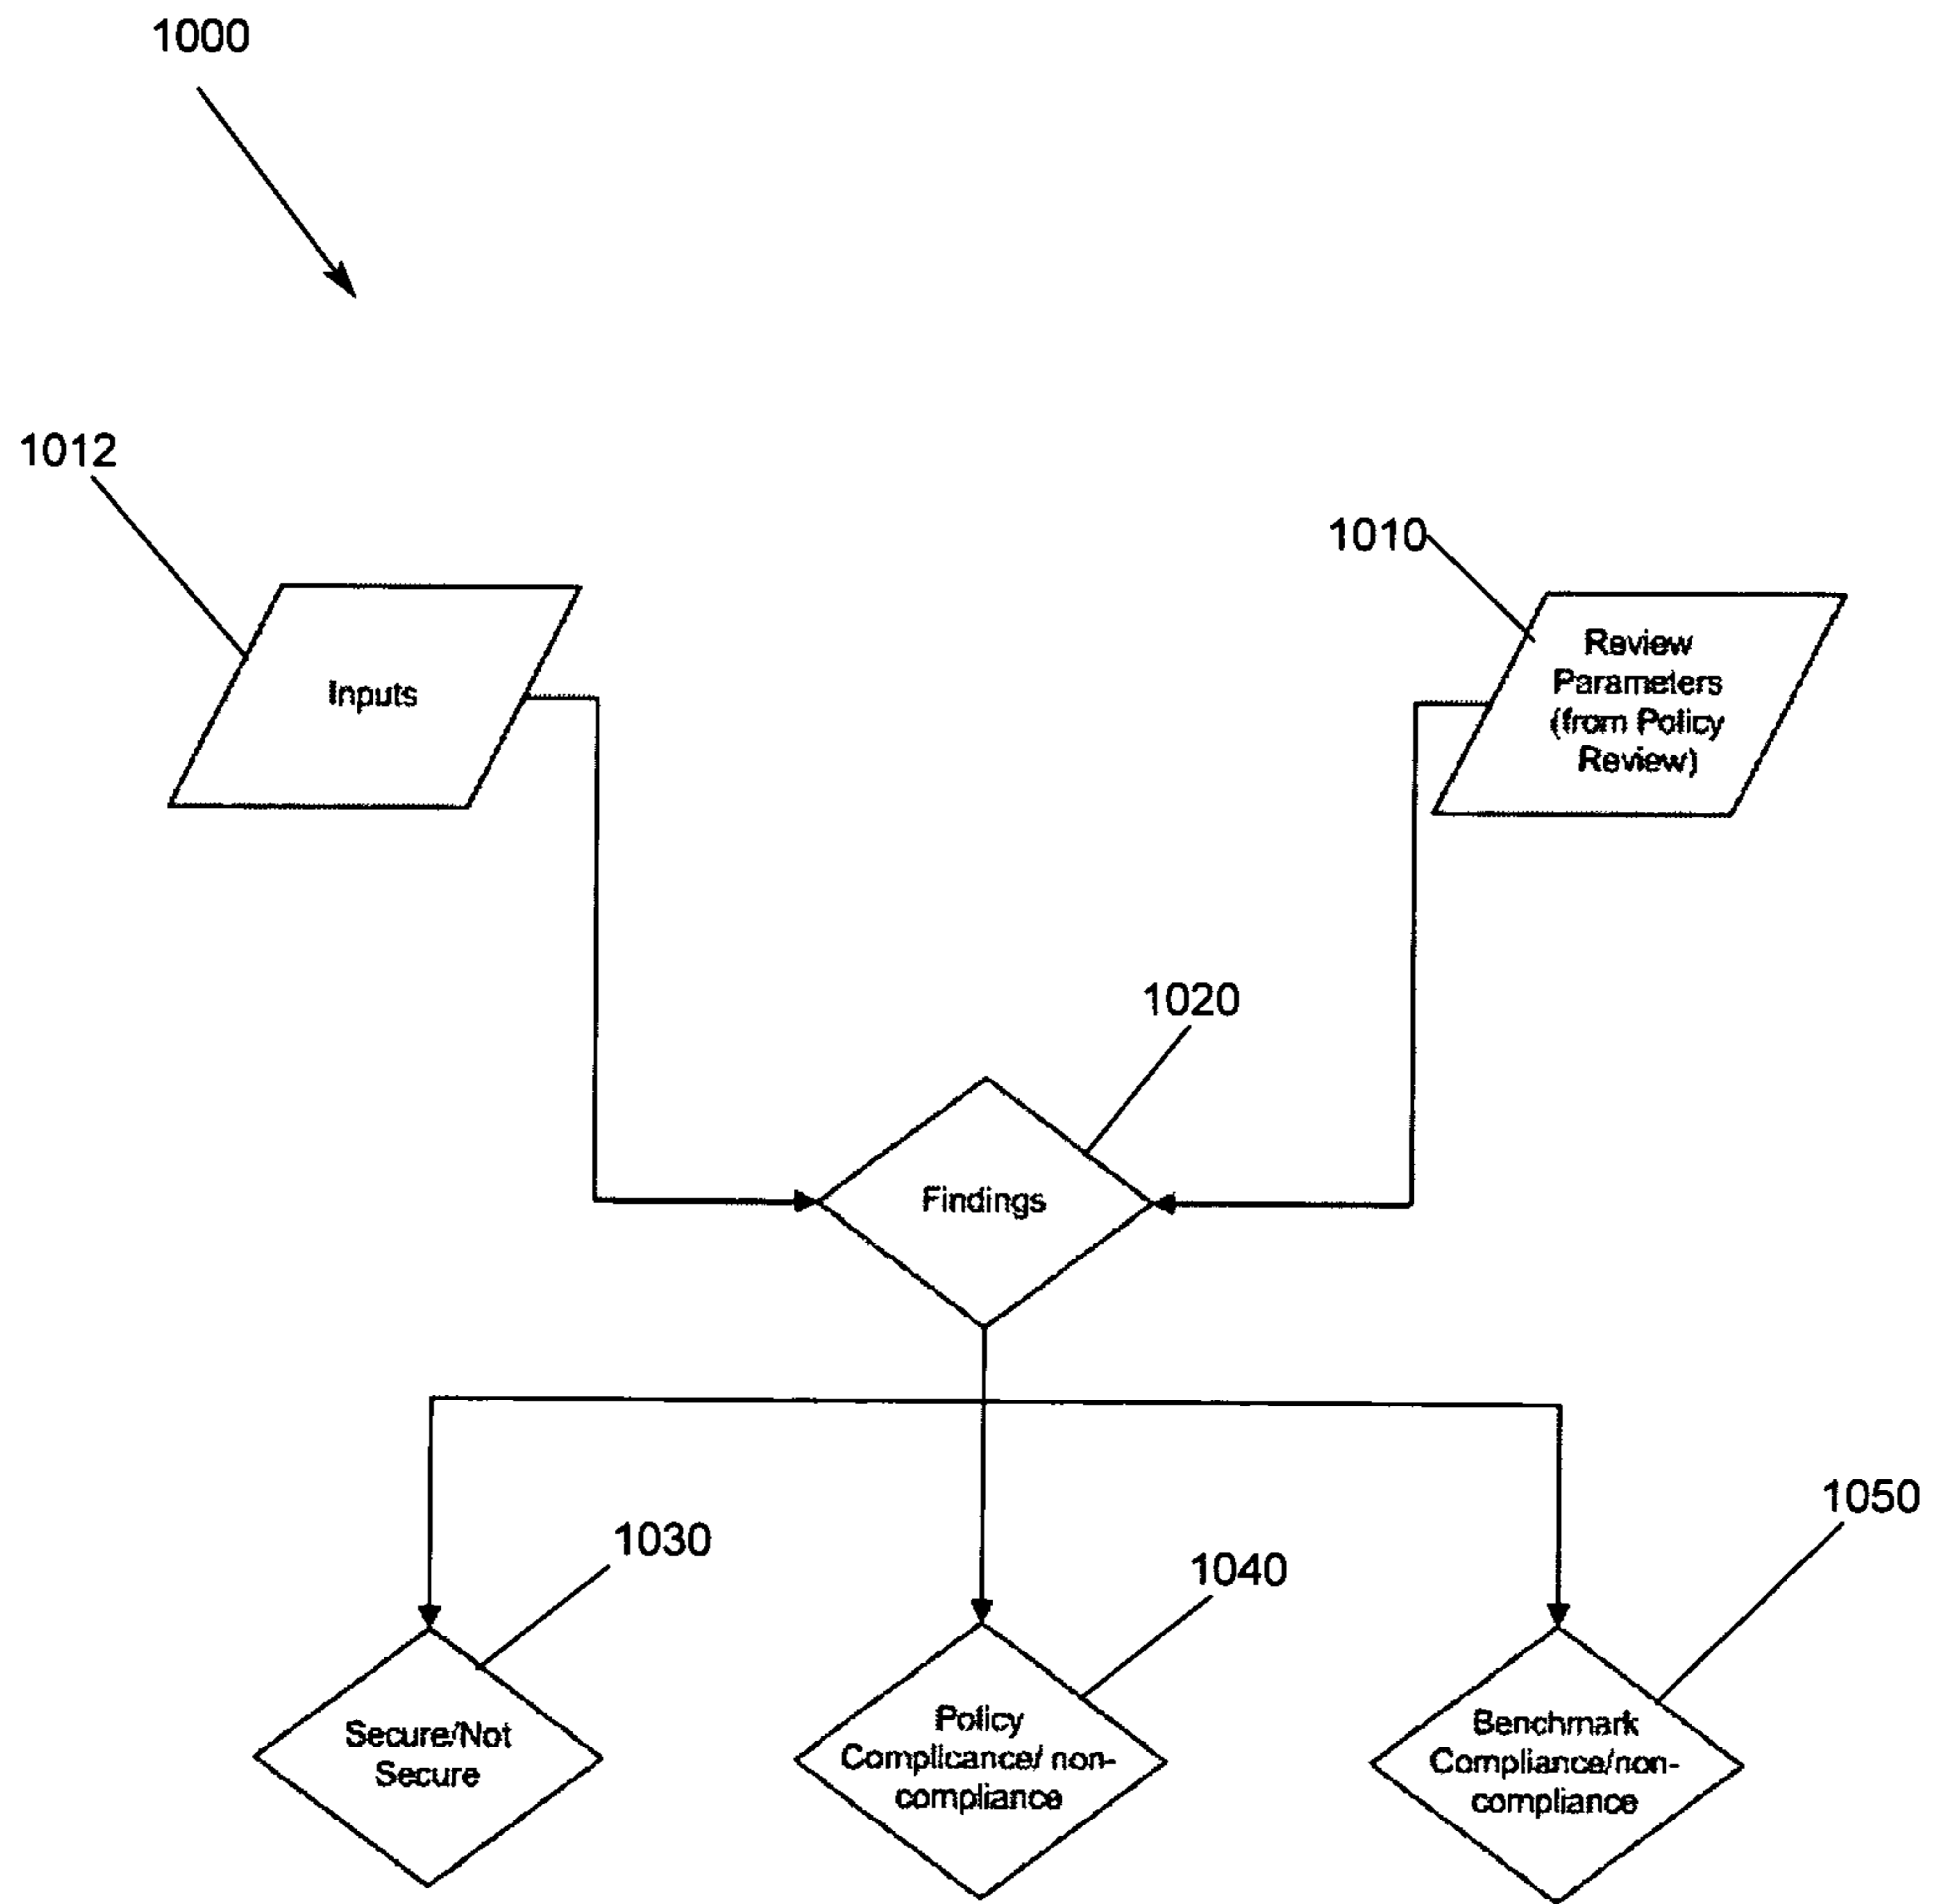 1000
1012
1010
Inputs
Review
Parameters
(from Policy
Review)
1020
Findings
1030
1040
1050
Secure/Not
Secure
Policy
Complicance/ non-
compliance
Benchmark
Compliance/non-
compliance